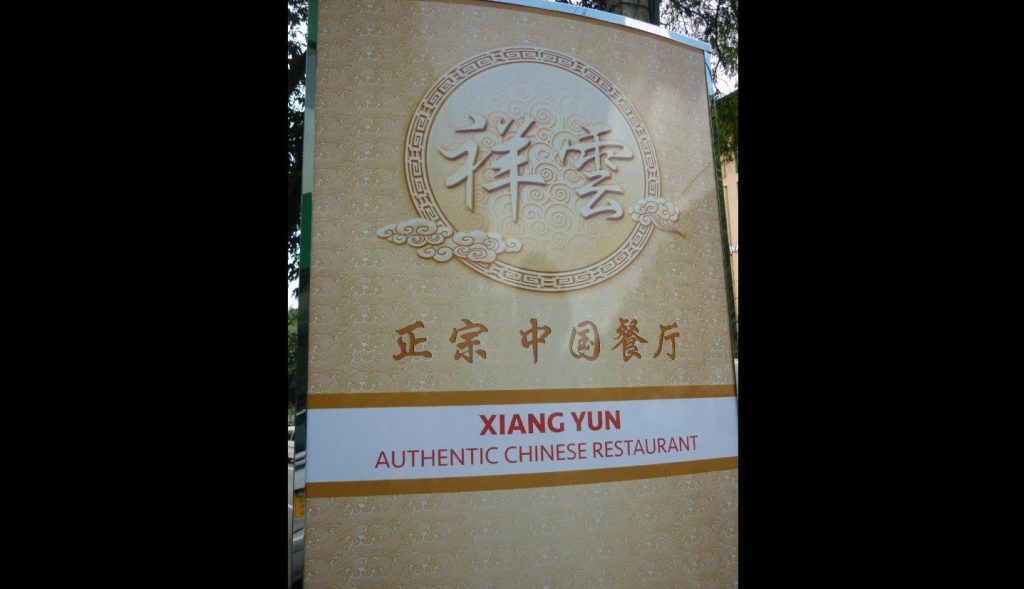 祥雲
正宗 中国餐厅
XIANG YUN
AUTHENTIC CHINESE RESTAURANT